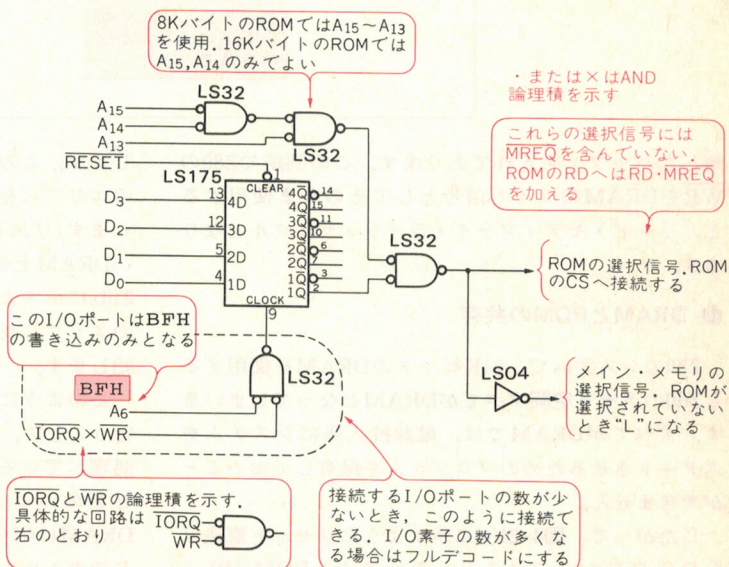 8KバイトのROMではA15~A13
を使用.16KバイトのROMでは
A15,A14のみでよい
・または×はAND
論理積を示す
これらの選択信号には
MREQを含んでいない.
ROMのRDへはRD・MREQ
を加える
LS32
A15
A14
A13
RESET
LS32
LS175
1
CLEAR
D3
13
4D
4Q
14
4Q
15
D2
12
3D
3Q
11
3Q
10
D1
5
2D
2Q
6
2Q
7
D0
4
1D
1Q
3
1Q
2
CLOCK
9
LS32
ROMの選択信号.ROM
のCSへ接続する
LS04
メイン・メモリの
選択信号.ROMが
選択されていない
とき“L”になる
このI/OポートはBFH
の書き込みのみとなる
LS32
BFH
A6
IORQ×WR
IORQとWRの論理積を示す.
具体的な回路は
右のとおり
IORQ
WR
接続するI/Oポートの数が少
ないとき,このように接続で
きる.I/O素子の数が多くな
る場合はフルデコードにする